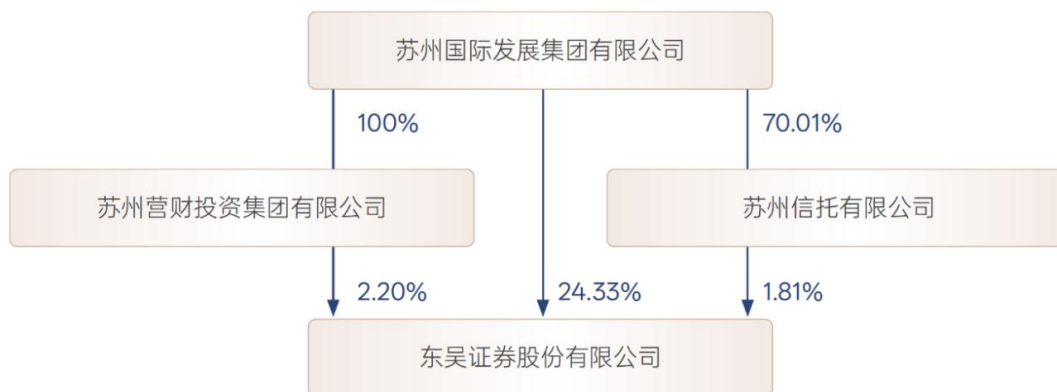 苏州国际发展集团有限公司
100%
70.01%
苏州营财投资集团有限公司
苏州信托有限公司
2.20%
24.33%
1.81%
东吴证券股份有限公司